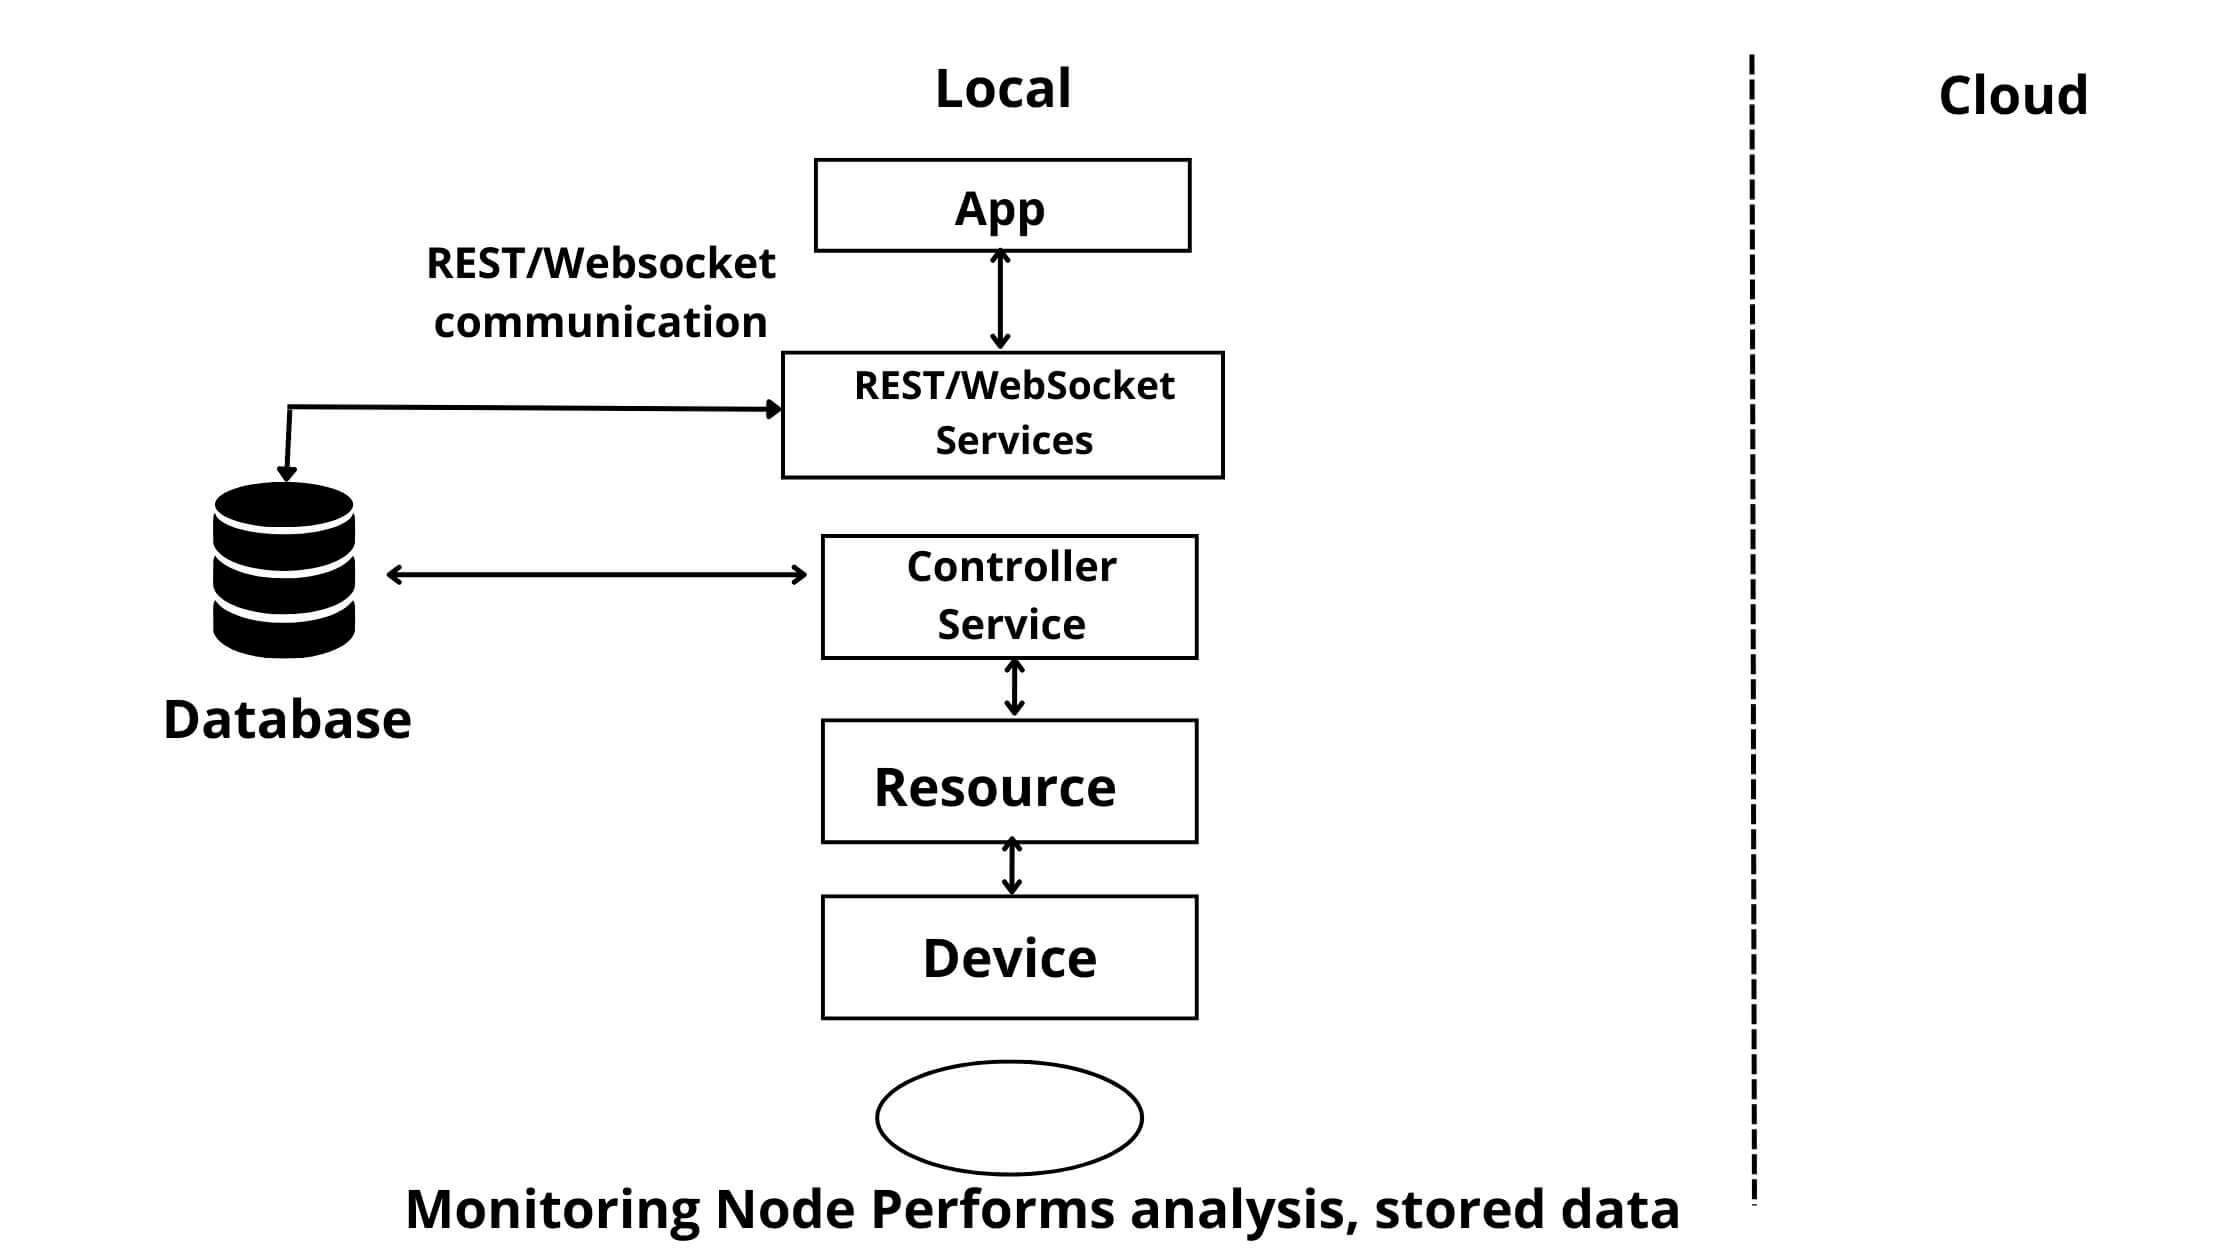 Local
Cloud
App
REST/Websocket
communication
REST/WebSocket
Services
Controller
Service
Database
Resource
Device
Monitoring Node Performs analysis, stored data